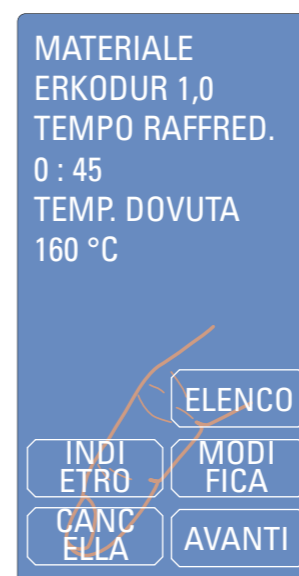 MATERIALE
ERKODUR 1,0
TEMPO RAFFRED.
0 : 45
TEMP. DOVUTA
160 °C
ELENCO
INDI
ETRO
MODI
FICA
CANC
ELLA
AVANTI